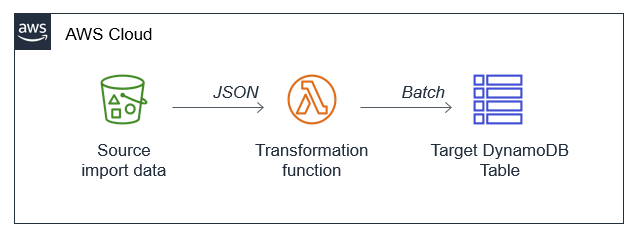 aws
AWS Cloud
JSON
Batch
Source
import data
Transformation
function
Target DynamoDB
Table